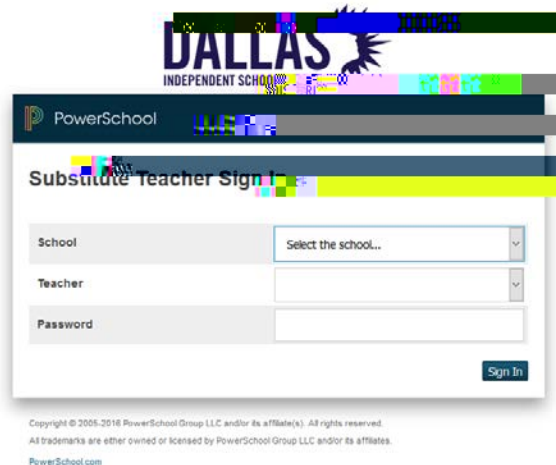 DALLAS
INDEPENDENT SCHOOL
PowerSchool
Substitute Teacher Sign In
School Select the school...
Teacher
Password
Sign In
Copyright © 2005-2016 PowerSchool Group LLC and/or its affiliate(s). All rights reserved.
All trademarks are either owned or licensed by PowerSchool Group LLC and/or its affiliates.
PowerSchool.com